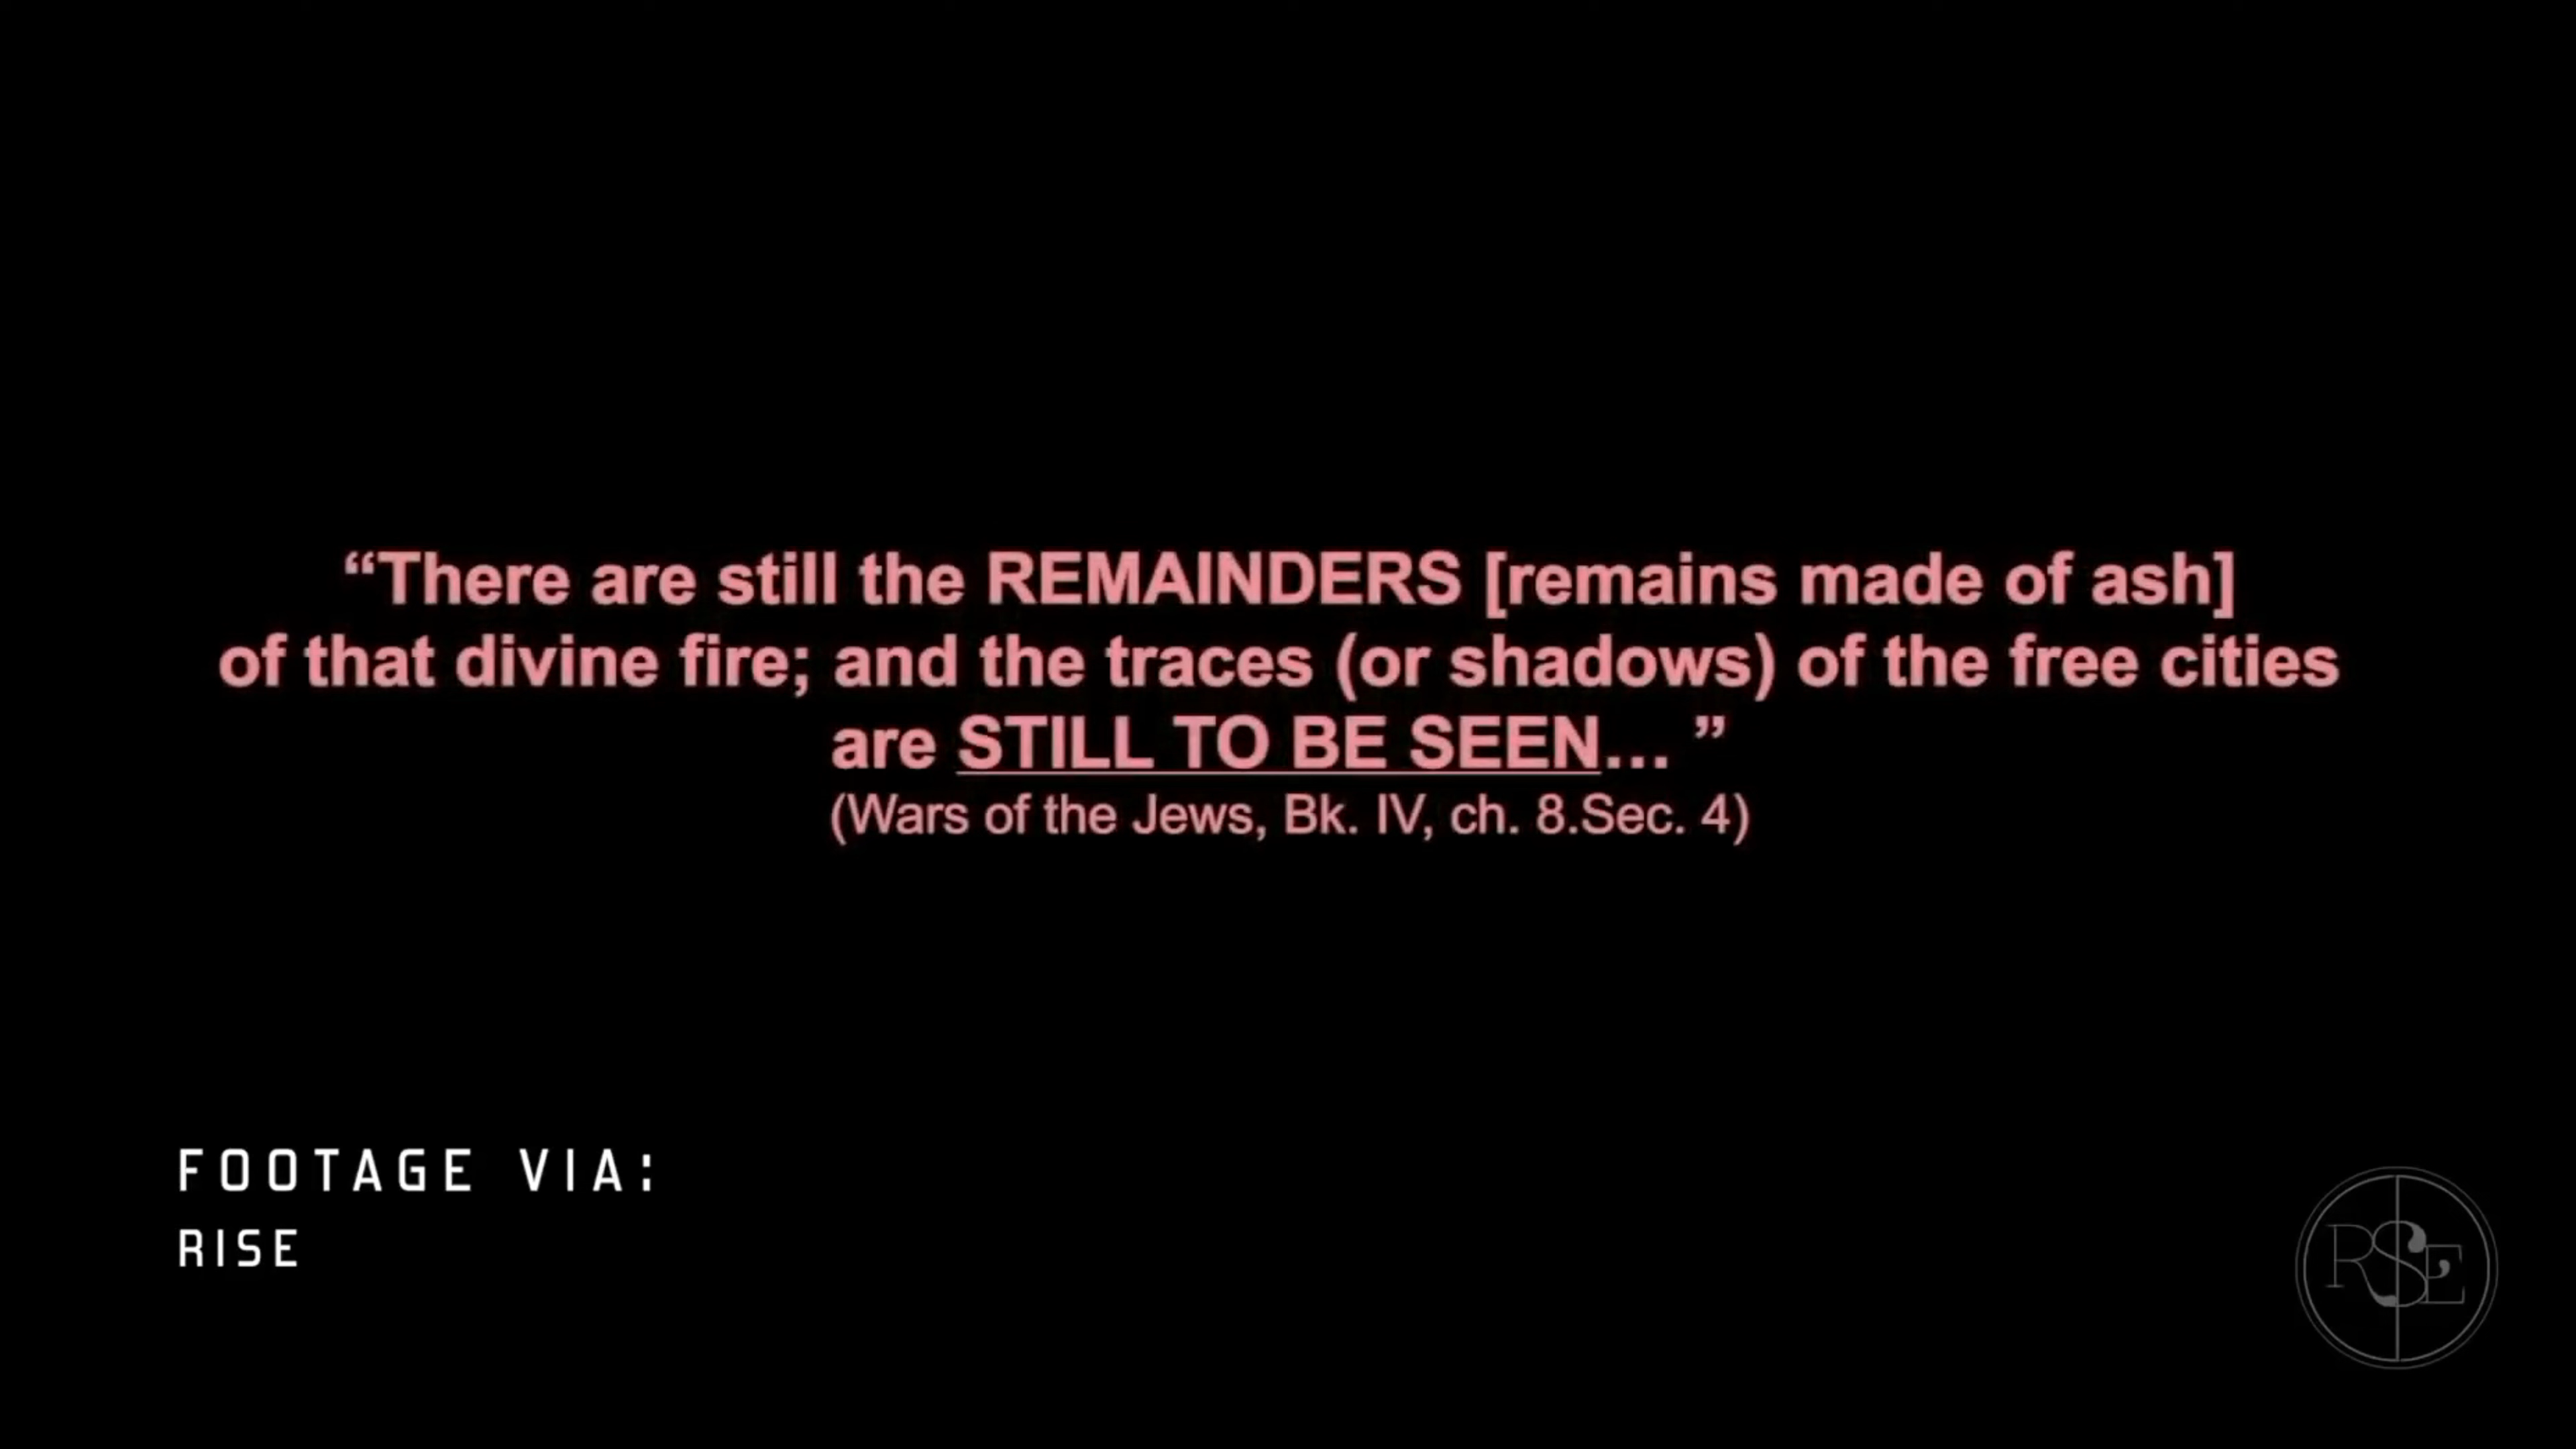 “There are still the REMAINDERS [remains made of ash]
of that divine fire; and the traces (or shadows) of the free cities
are STILL TO BE SEEN... ”
(Wars of the Jews, Bk. IV, ch. 8.Sec. 4)
FOOTAGE VIA:
RISE
RSE